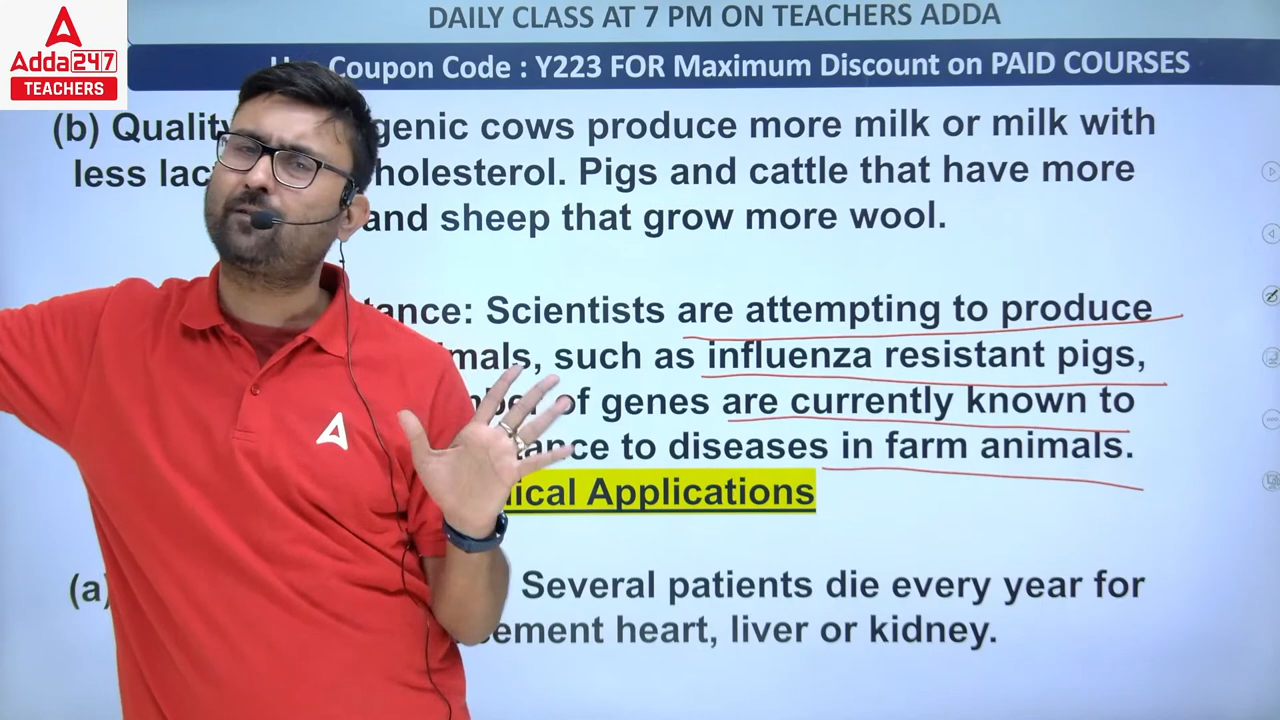 DAILY CLASS AT 7 PM ON TEACHERS ADDA
Adda247
TEACHERS
Coupon Code : Y223 FOR Maximum Discount on PAID COURSES
(b) Quality genic cows produce more milk or milk with
less lac holesterol. Pigs and cattle that have more
and sheep that grow more wool.
tance: Scientists are attempting to produce
mals, such as influenza resistant pigs,
of genes are currently known to
ance to diseases in farm animals.
ical Applications
(a) Several patients die every year for
ement heart, liver or kidney.